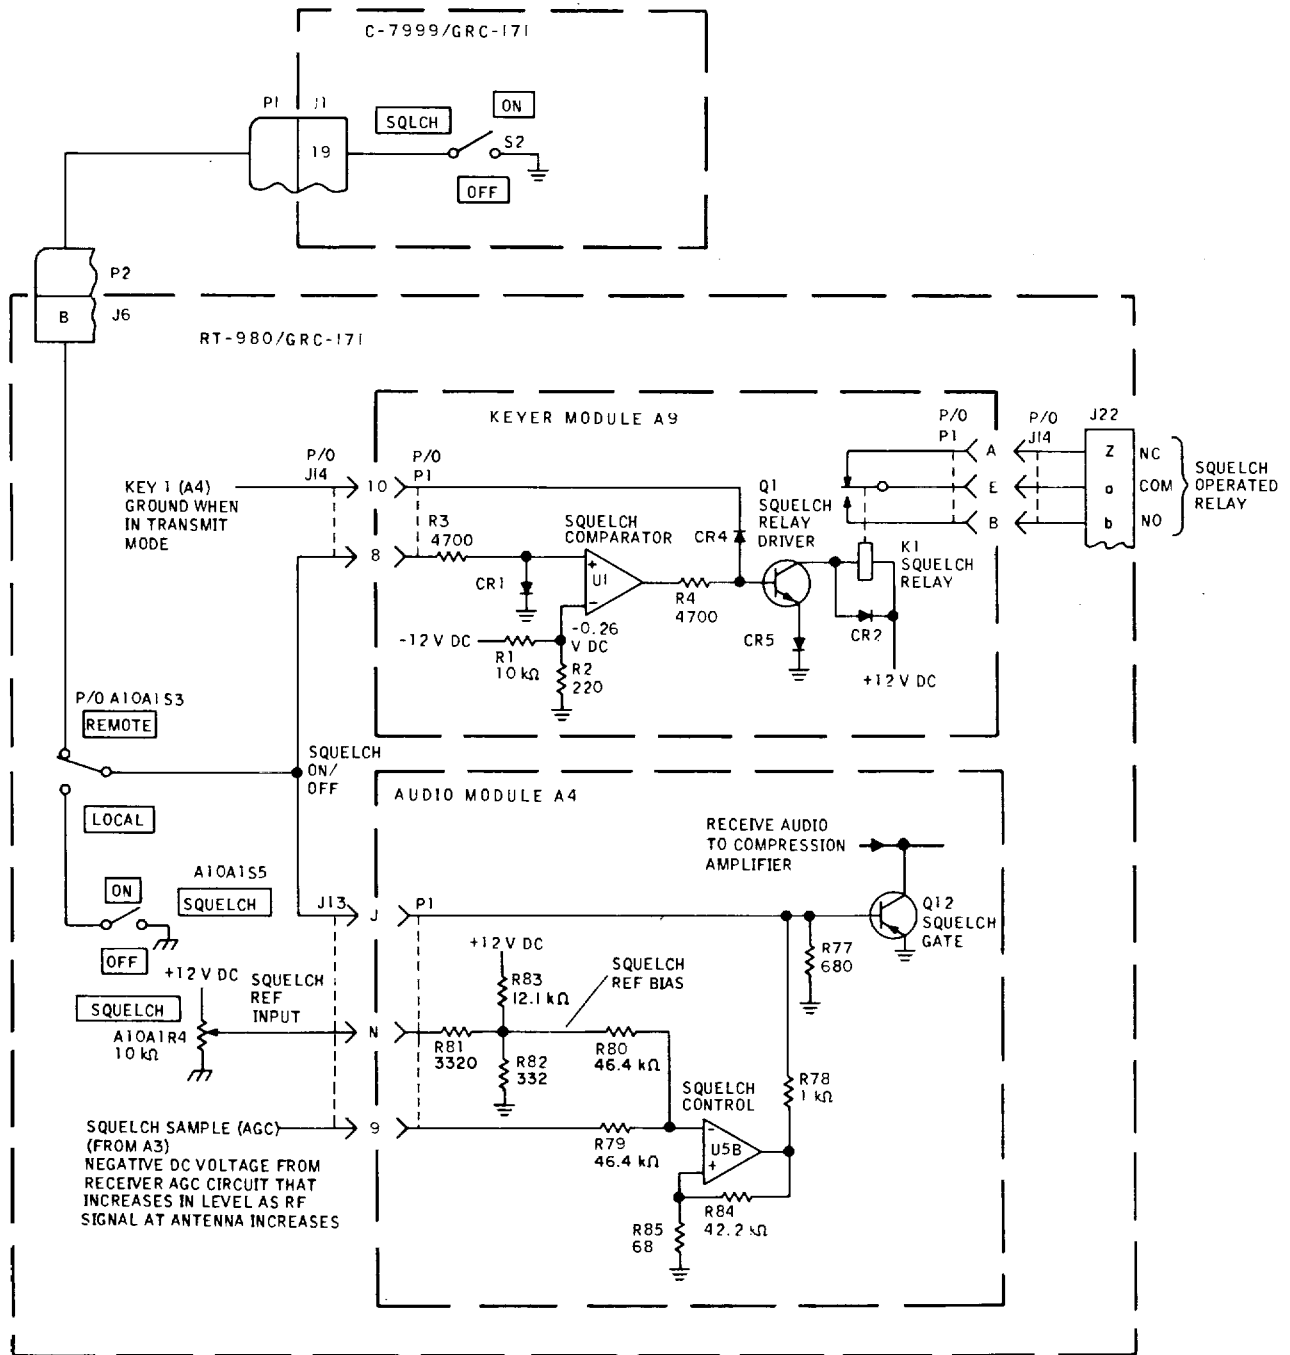 C-7999/GRC-171
P1 J1
19
SQLCH
ON
S2
OFF
P2
B
J6
RT-980/GRC-171
KEYER MODULE A9
KEY 1 (A4)
GROUND WHEN
IN TRANSMIT
MODE
P/O
J14
P/O
P1
10
8
R3
4700
CR1
SQUELCH
COMPARATOR
+
U1
-
-12 V DC
R1
10 kΩ
-0.26
V DC
R2
220
R4
4700
CR4
Q1
SQUELCH
RELAY
DRIVER
CR5
K1
SQUELCH
RELAY
CR2
+12 V DC
P/O
P1
P/O
J14
J22
A
E
B
Z
a
b
NC
COM
NO
SQUELCH
OPERATED
RELAY
P/O A10A1S3
REMOTE
LOCAL
SQUELCH
ON/
OFF
A10A1S5
SQUELCH
ON
OFF
+12 V DC
SQUELCH
A10A1R4
10 kΩ
SQUELCH
REF
INPUT
AUDIO MODULE A4
J13
P1
J
N
9
+12 V DC
R83
12.1 kΩ
SQUELCH
REF BIAS
R81
3320
R82
332
R80
46.4 kΩ
R79
46.4 kΩ
SQUELCH
CONTROL
-
U5B
+
R84
42.2 kΩ
R85
68
R78
1 kΩ
R77
680
RECEIVE AUDIO
TO COMPRESSION
AMPLIFIER
Q12
SQUELCH
GATE
SQUELCH SAMPLE (AGC)
(FROM A3)
NEGATIVE DC VOLTAGE FROM
RECEIVER AGC CIRCUIT THAT
INCREASES IN LEVEL AS RF
SIGNAL AT ANTENNA INCREASES